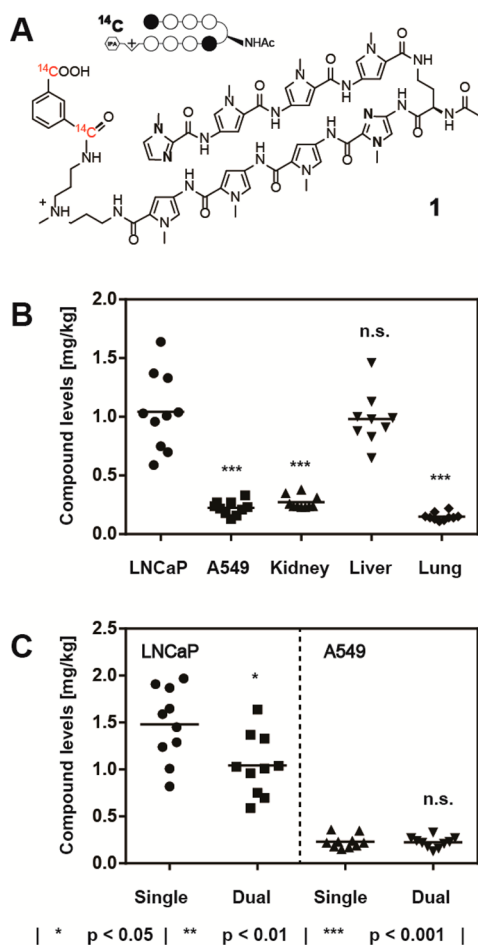 A
14C
IPA
+
NHAc
14COOH
14C
O
NH
+
NH
N
O
H
1
B
Compound levels [mg/kg]
2.0
1.5
1.0
0.5
0.0
n.s.
***
***
***
LNCaP A549 Kidney Liver Lung
C
Compound levels [mg/kg]
2.5
2.0
1.5
1.0
0.5
0.0
LNCaP A549
*
n.s.
Single Dual Single Dual
| * p < 0.05 | ** p < 0.01 | *** p < 0.001 |